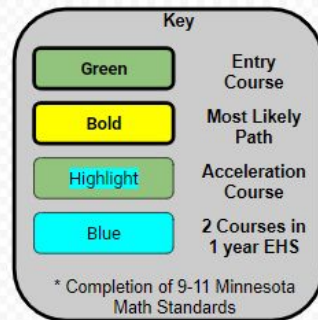 Key
Green Entry Course
Bold Most Likely Path
Highlight Acceleration Course
Blue 2 Courses in 1 year EHS
* Completion of 9-11 Minnesota
Math Standards